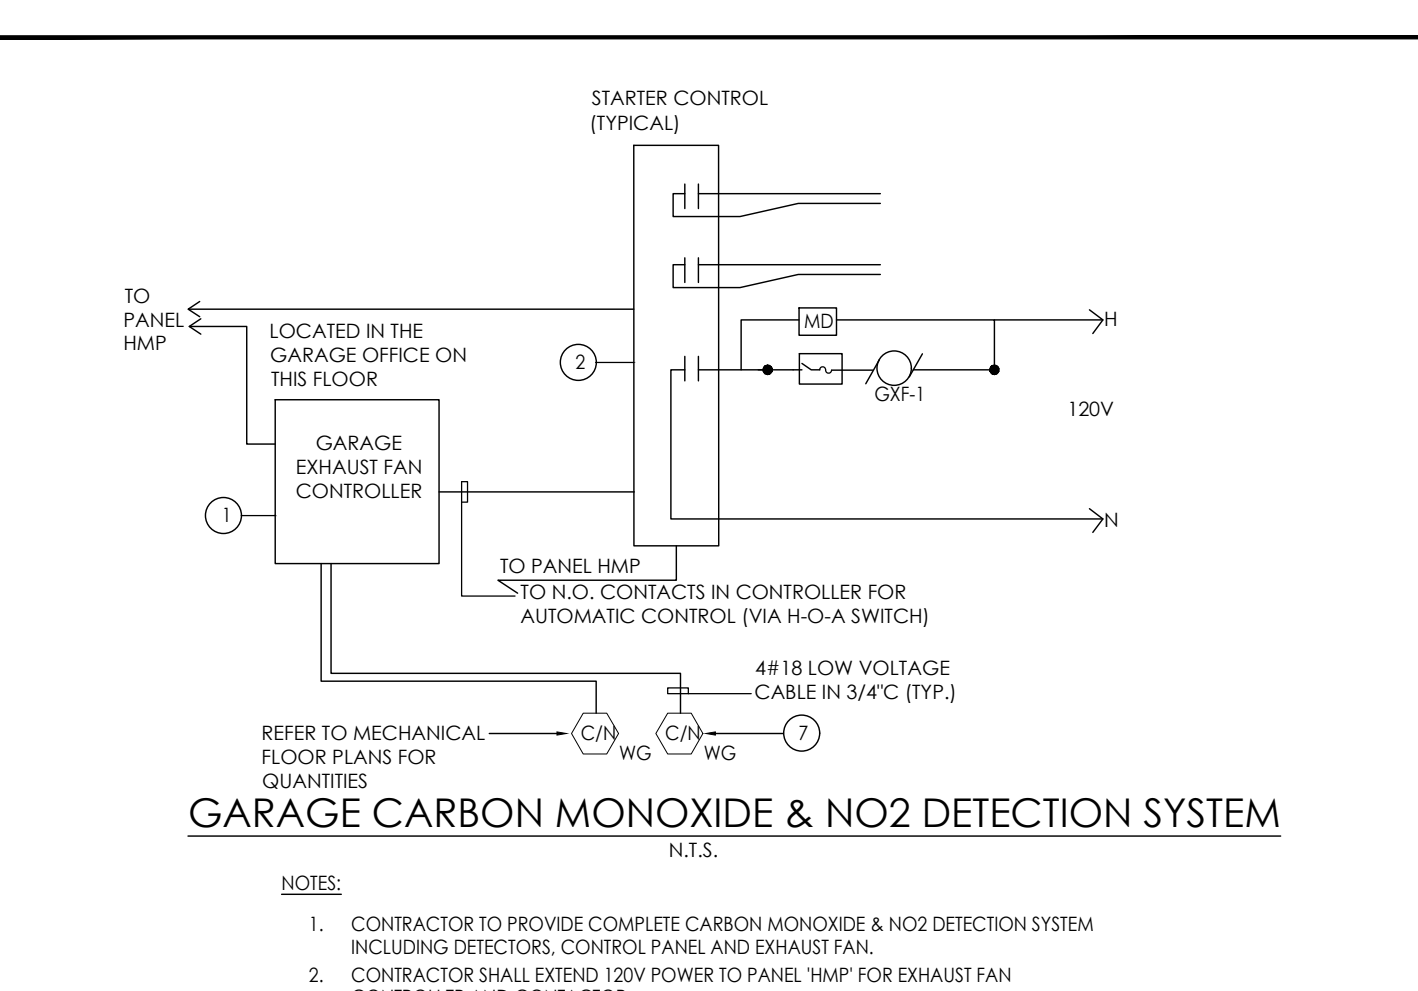 STARTER CONTROL
(TYPICAL)
TO
PANEL
HMP
LOCATED IN THE
GARAGE OFFICE ON
THIS FLOOR
2
MD
H
GXF-1
120V
GARAGE
EXHAUST FAN
CONTROLLER
1
N
TO PANEL HMP
TO N.O. CONTACTS IN CONTROLLER FOR
AUTOMATIC CONTROL (VIA H-O-A SWITCH)
4#18 LOW VOLTAGE
CABLE IN 3/4"C (TYP.)
REFER TO MECHANICAL
FLOOR PLANS FOR
QUANTITIES
C/N
WG
C/N
WG
7
GARAGE CARBON MONOXIDE & NO2 DETECTION SYSTEM
N.T.S.
NOTES:
1. CONTRACTOR TO PROVIDE COMPLETE CARBON MONOXIDE & NO2 DETECTION SYSTEM
INCLUDING DETECTORS, CONTROL PANEL AND EXHAUST FAN.
2. CONTRACTOR SHALL EXTEND 120V POWER TO PANEL 'HMP' FOR EXHAUST FAN